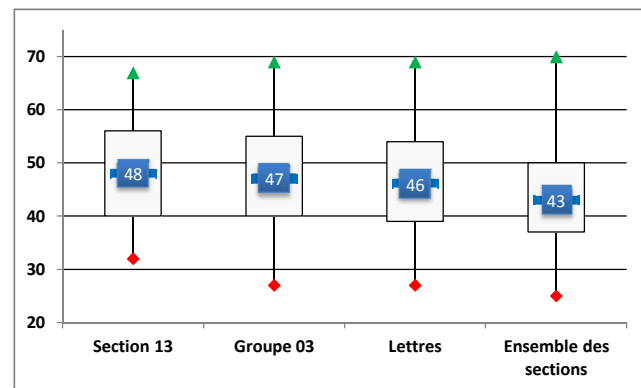 70
60
50
40
30
20
48
47
46
43
Section 13
Groupe 03
Lettres
Ensemble des
sections